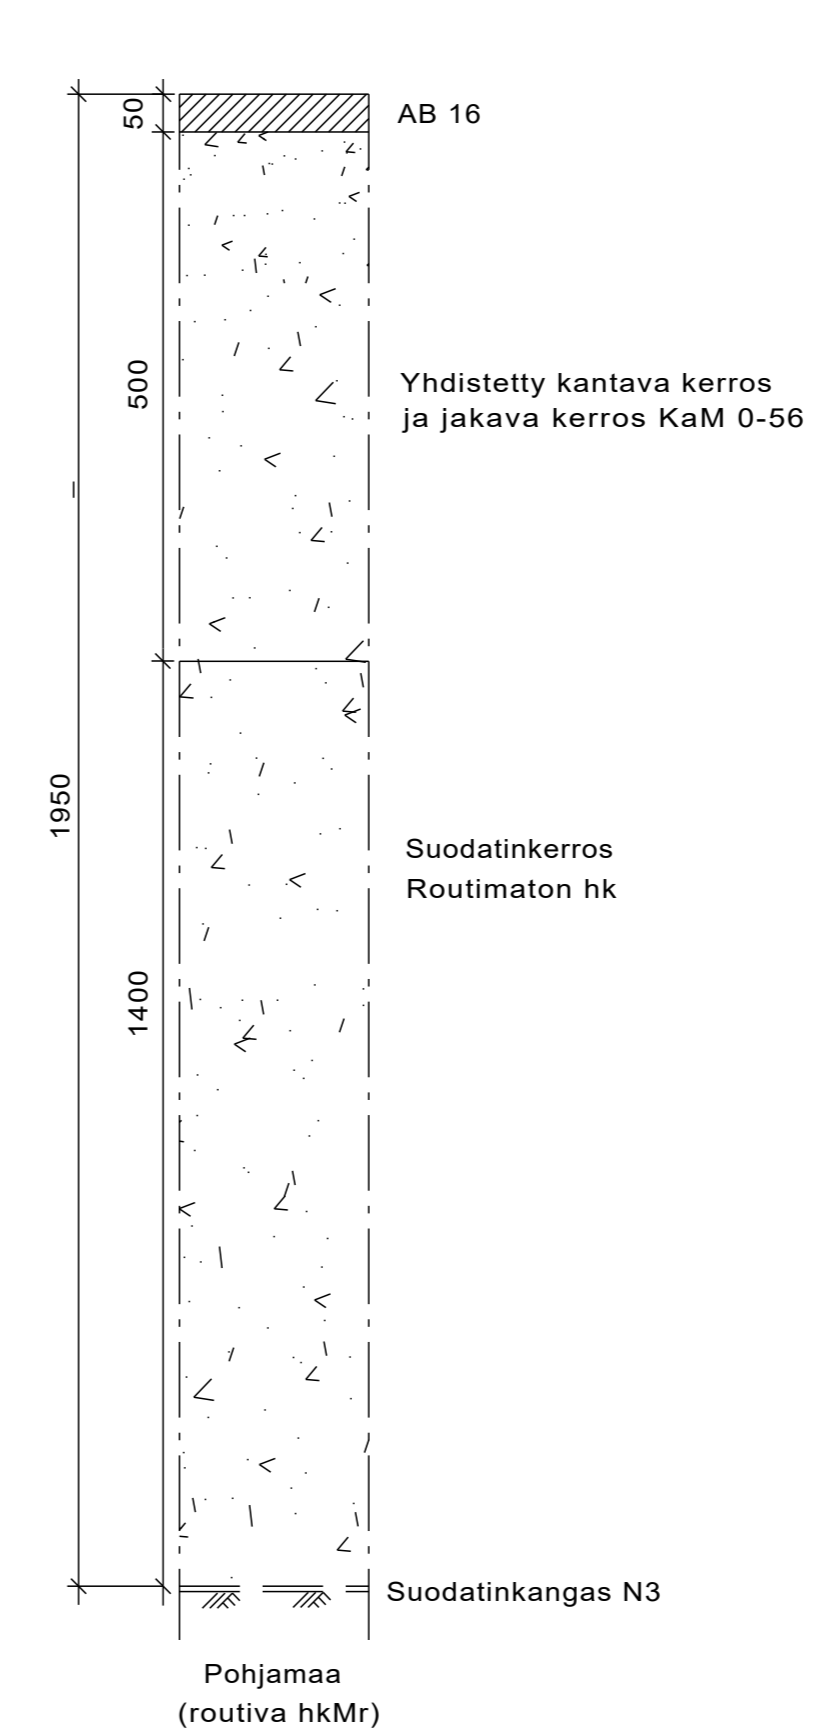 50
AB 16
500
Yhdistetty kantava kerros
ja jakava kerros KaM 0-56
1950
Suodatinkerros
Routimaton hk
1400
Suodatinkangas N3
Pohjamaa
(routiva hkMr)